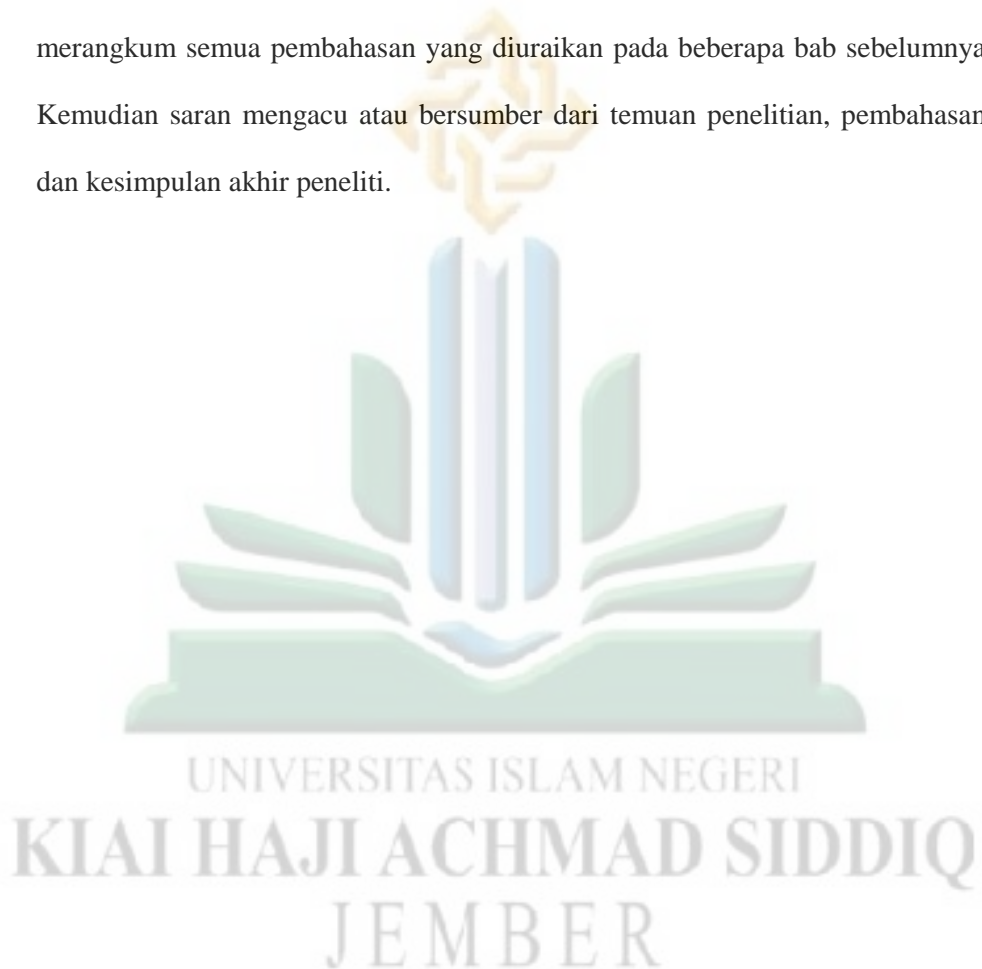 merangkum semua pembahasan yang diuraikan pada beberapa bab sebelumnya
Kemudian saran mengacu atau bersumber dari temuan penelitian, pembahasan
dan kesimpulan akhir peneliti.
UNIVERSITAS ISLAM NEGERI
KIAI HAJI ACHMAD SIDDIQ
JEMBER